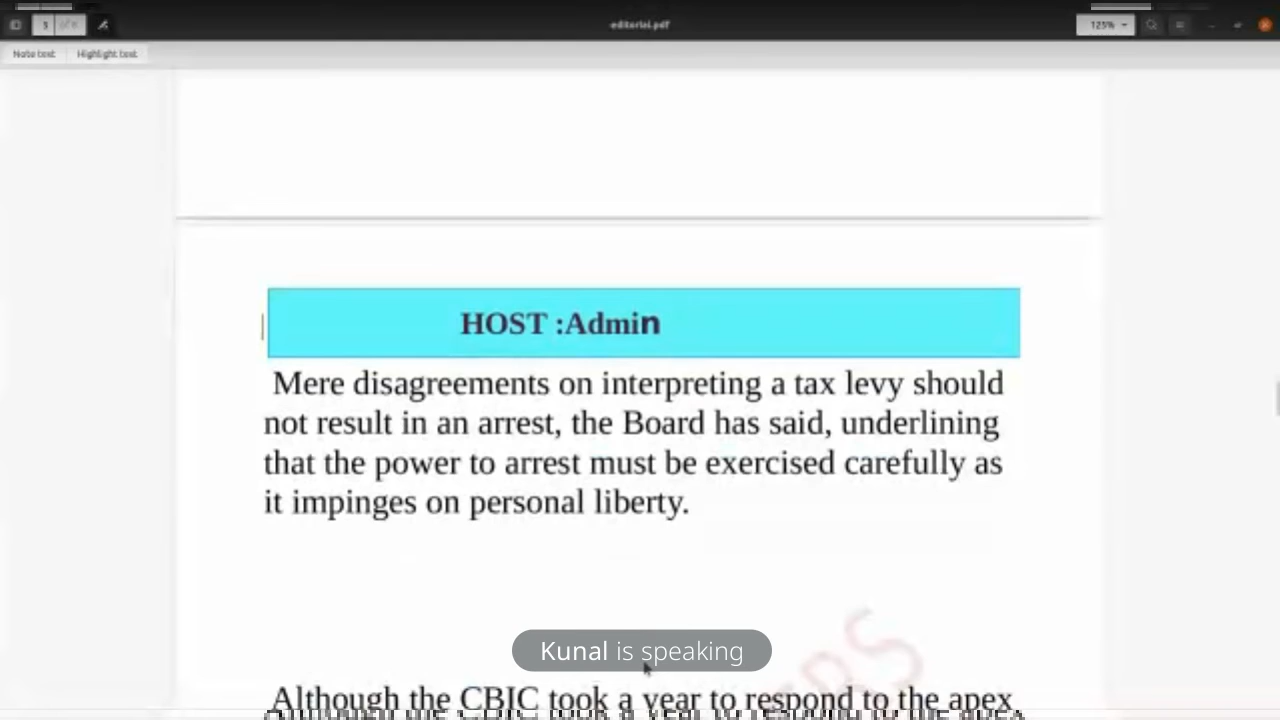 editorial.pdf
125%
Note text Highlight text
HOST :Admin
Mere disagreements on interpreting a tax levy should
not result in an arrest, the Board has said, underlining
that the power to arrest must be exercised carefully as
it impinges on personal liberty.
Kunal is speaking
Although the CBIC took a year to respond to the apex